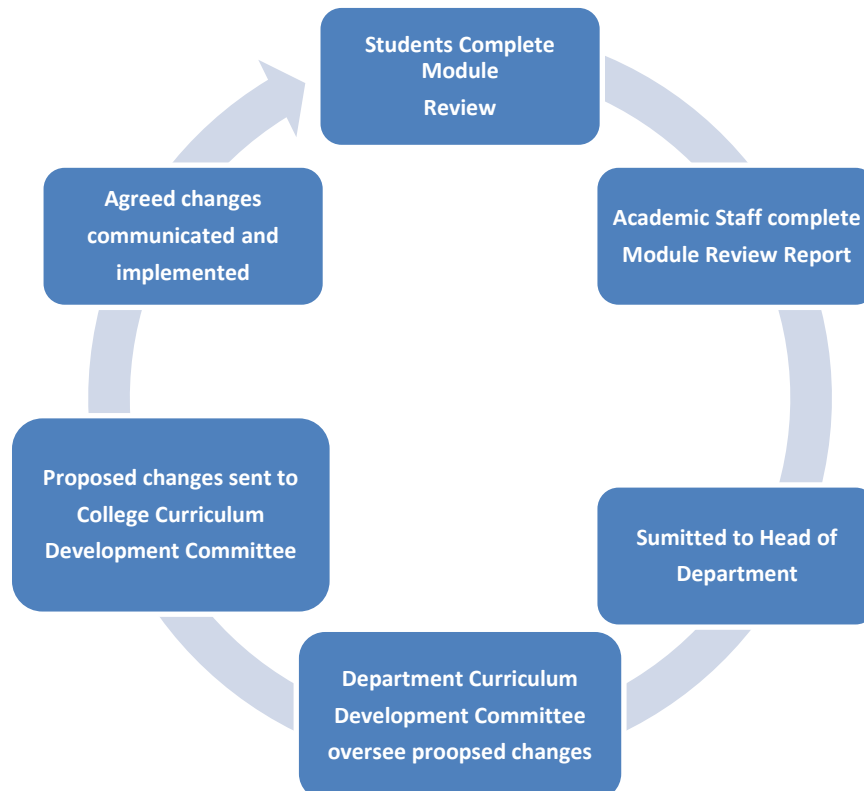 Students Complete
Module
Review
Academic Staff complete
Module Review Report
Sumitted to Head of
Department
Department Curriculum
Development Committee
oversee proopsed changes
Proposed changes sent to
College Curriculum
Development Committee
Agreed changes
communicated and
implemented